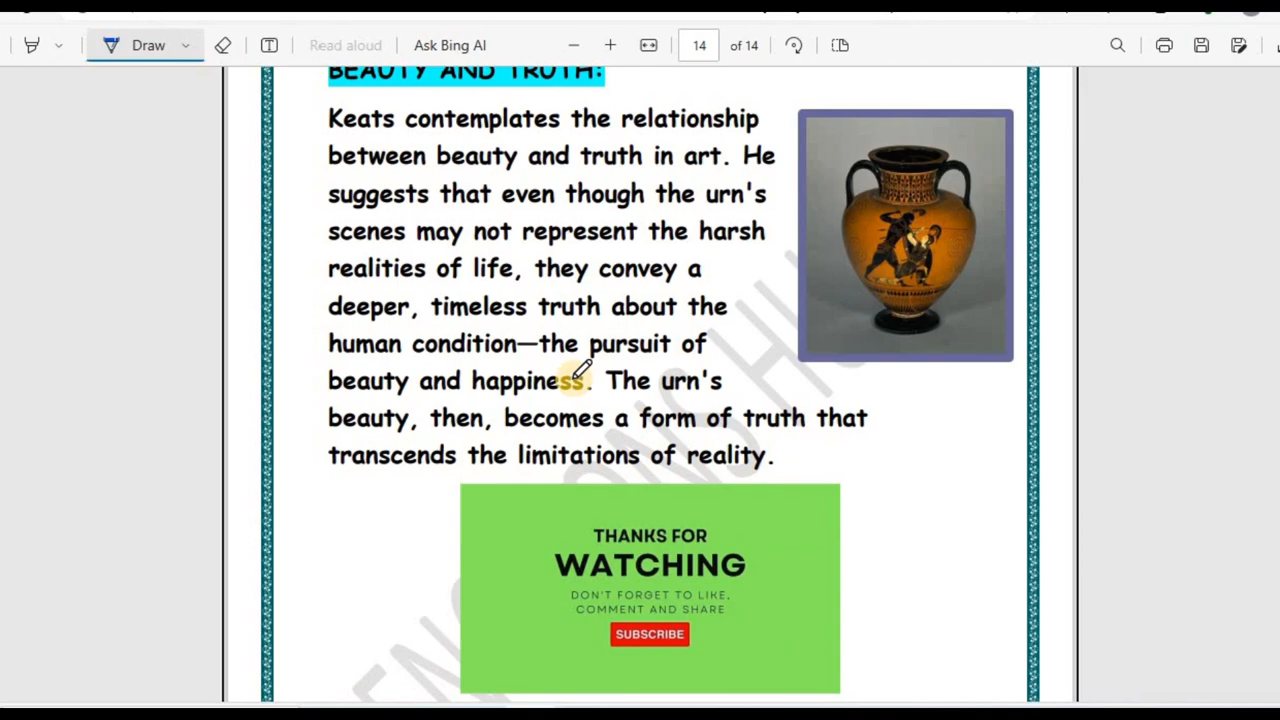 Draw
Read aloud
Ask Bing AI
14
of 14
BEAUTY AND TRUTH:
Keats contemplates the relationship
between beauty and truth in art. He
suggests that even though the urn's
scenes may not represent the harsh
realities of life, they convey a
deeper, timeless truth about the
human condition—the pursuit of
beauty and happiness. The urn's
beauty, then, becomes a form of truth that
transcends the limitations of reality.
THANKS FOR
WATCHING
DON'T FORGET TO LIKE,
COMMENT AND SHARE
SUBSCRIBE